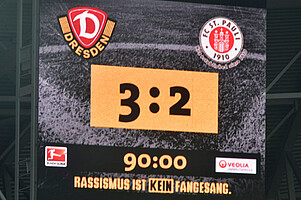 DRESDEN
FC ST. PAULI
1910
3:2
90:00
VEOLIA
RASSISMUS IST KEIN FANGESANG.